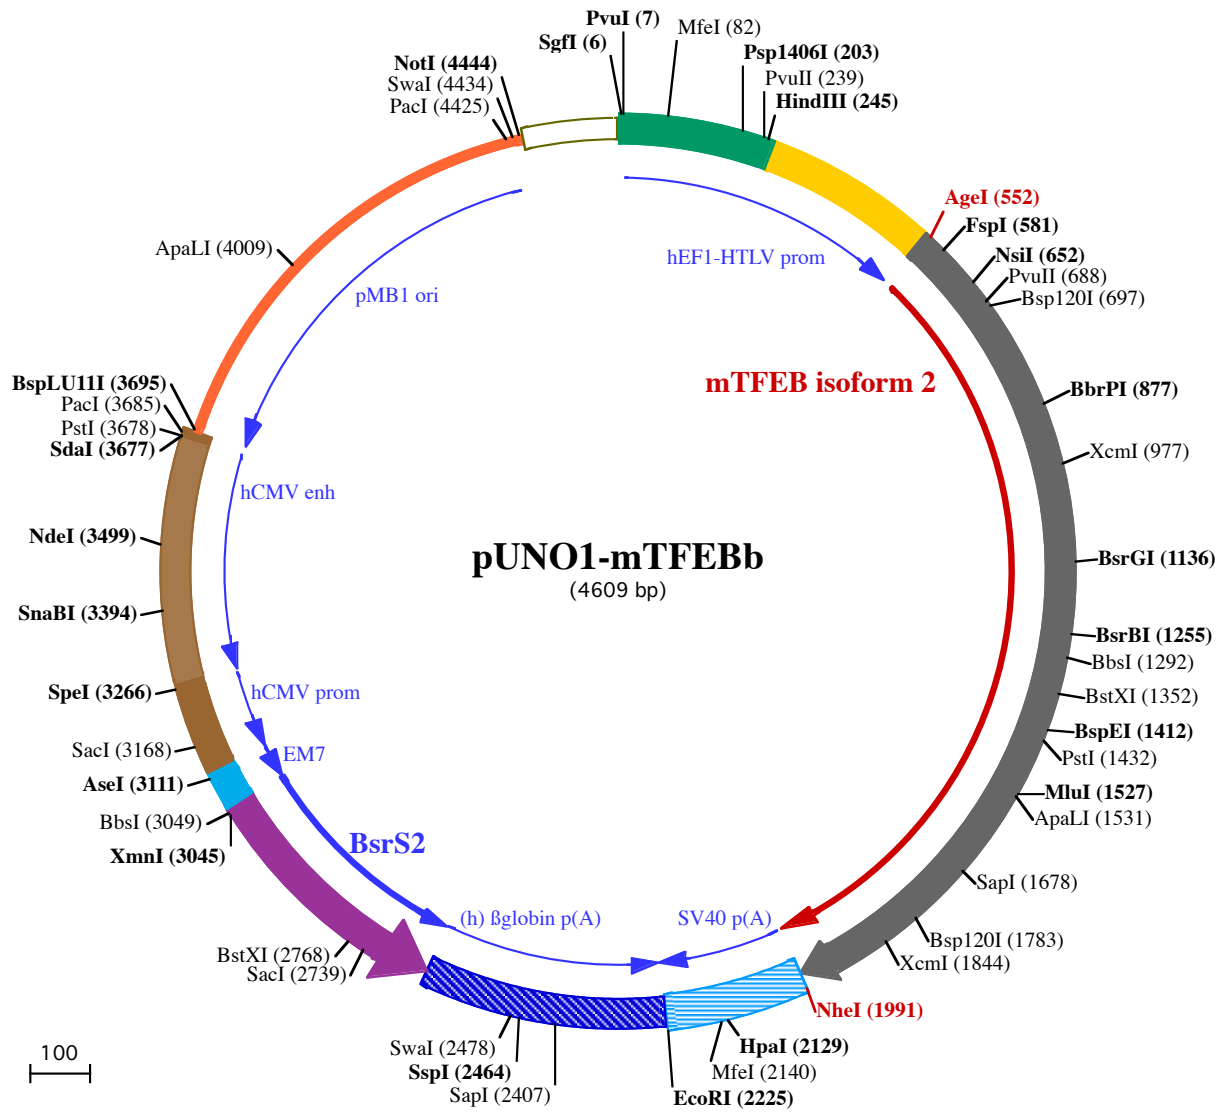 PvuI (7)
SgfI (6)
MfeI (82)
Psp1406I (203)
PvuII (239)
HindIII (245)
AgeI (552)
FspI (581)
NsiI (652)
PvuII (688)
Bsp120I (697)
BbrPI (877)
XcmI (977)
BsrGI (1136)
BsrBI (1255)
BbsI (1292)
BstXI (1352)
BspEI (1412)
PstI (1432)
MluI (1527)
ApaLI (1531)
SapI (1678)
Bsp120I (1783)
XcmI (1844)
NheI (1991)
HpaI (2129)
MfeI (2140)
EcoRI (2225)
SapI (2407)
SspI (2464)
SwaI (2478)
SacI (2739)
BstXI (2768)
XmnI (3045)
BbsI (3049)
AseI (3111)
SacI (3168)
SpeI (3266)
SnaBI (3394)
NdeI (3499)
SdaI (3677)
PstI (3678)
PacI (3685)
BspLU11I (3695)
ApaLI (4009)
PacI (4425)
SwaI (4434)
NotI (4444)
hEF1-HTLV prom
mTFEB isoform 2
SV40 p(A)
(h) ßglobin p(A)
BsrS2
EM7
hCMV prom
hCMV enh
pMB1 ori
pUNO1-mTFEBb
(4609 bp)
100